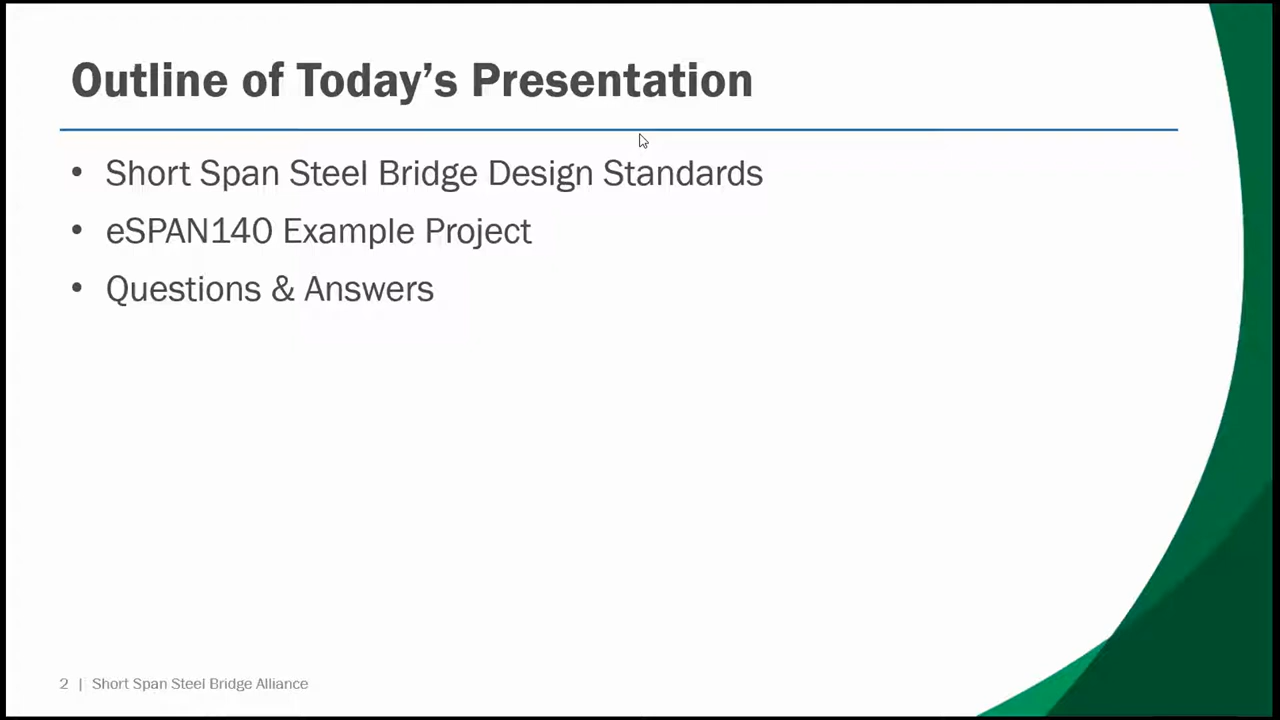 Outline of Today's Presentation
• Short Span Steel Bridge Design Standards
• eSPAN140 Example Project
• Questions & Answers
2 | Short Span Steel Bridge Alliance